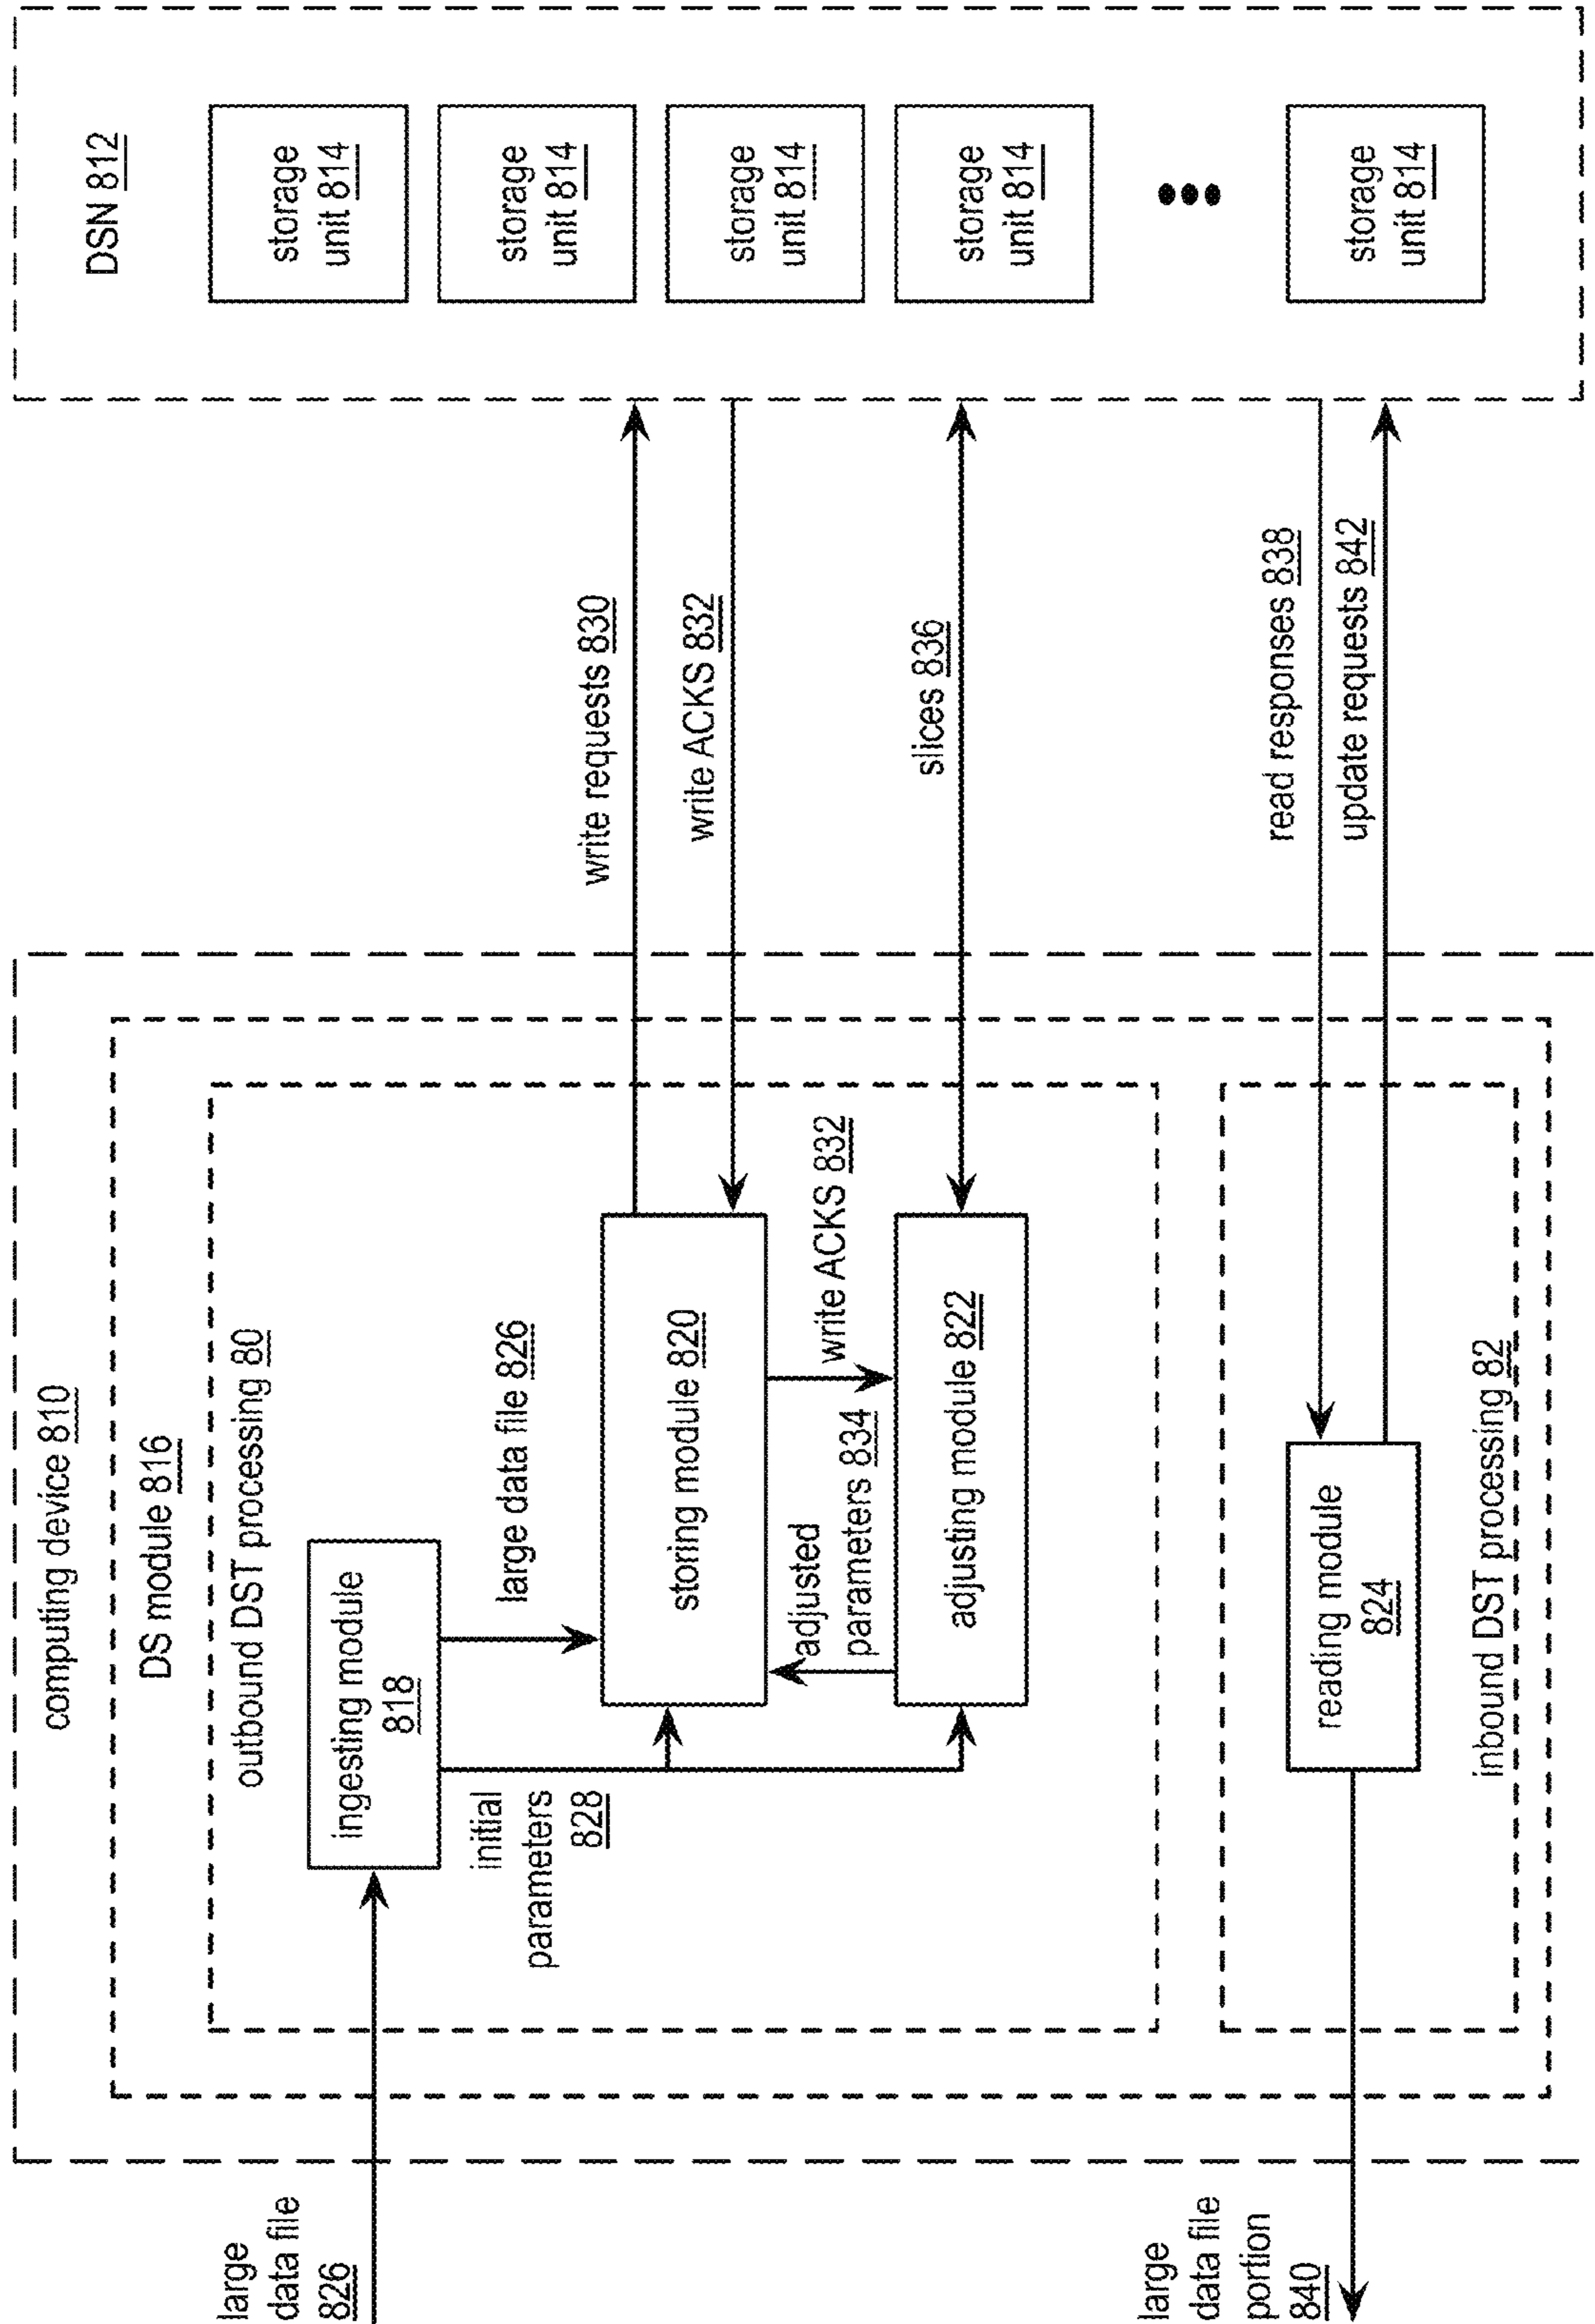 computing device 810
DS module 816
outbound DST processing 80
large
data file
826
ingesting module
818
initial
parameters
828
large data file 826
storing module 820
write ACKS 832
adjusted
parameters 834
adjusting module 822
write requests 830
write ACKS 832
slices 836
large
data file
portion
840
reading module
824
inbound DST processing 82
read responses 838
update requests 842
DSN 812
storage
unit 814
storage
unit 814
storage
unit 814
storage
unit 814
storage
unit 814